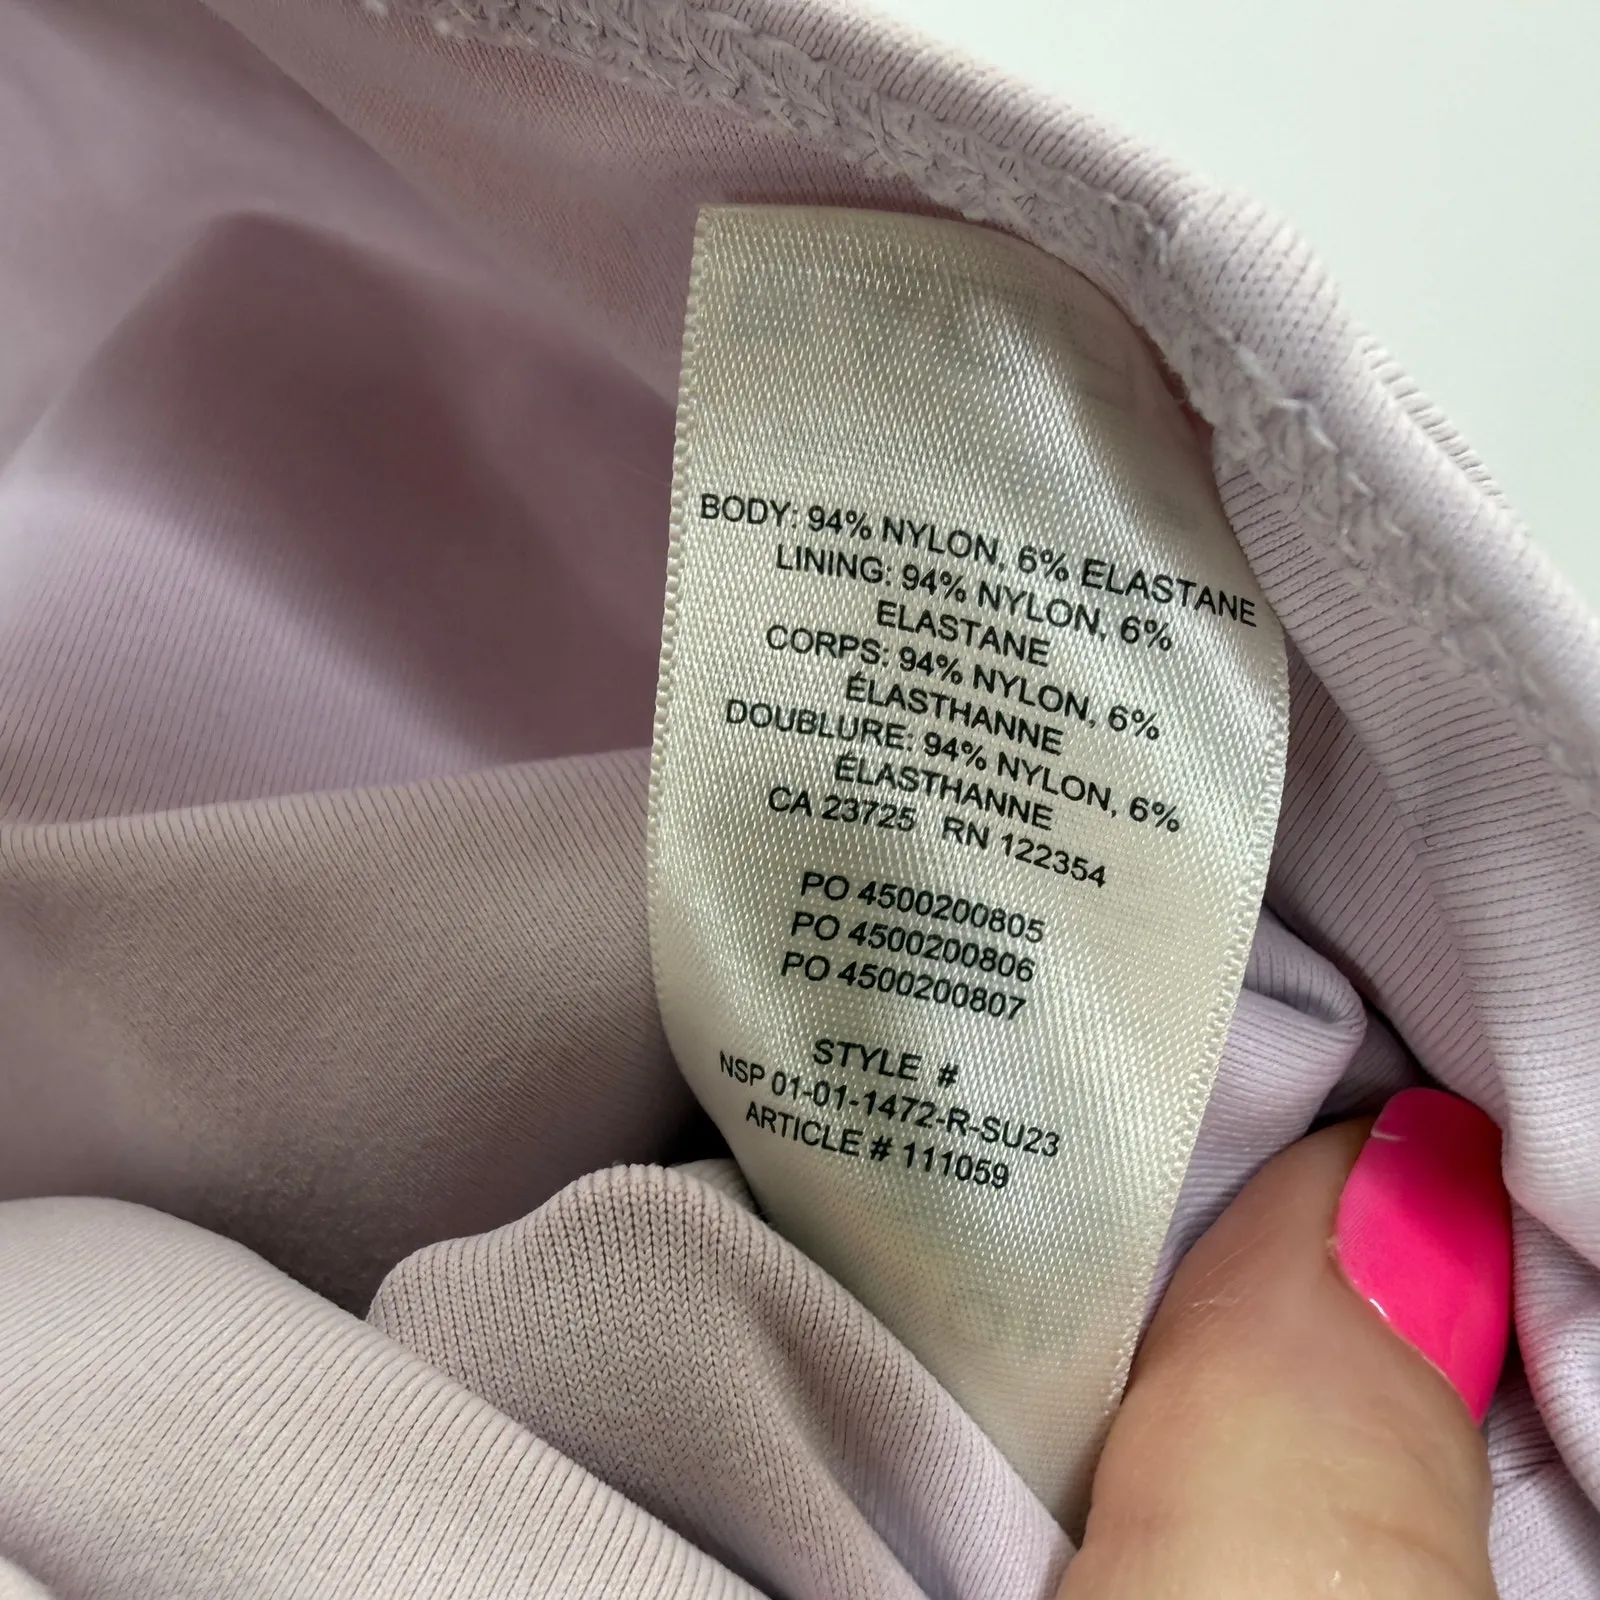 BODY: 94% NYLON, 6% ELASTANE
LINING: 94% NYLON, 6%
ELASTANE
CORPS: 94% NYLON, 6%
ÉLASTHANNE
DOUBLURE: 94% NYLON, 6%
ÉLASTHANNE
CA 23725 RN 122354
PO 4500200805
PO 4500200806
PO 4500200807
STYLE #
NSP 01-01-1472-R-SU23
ARTICLE # 111059